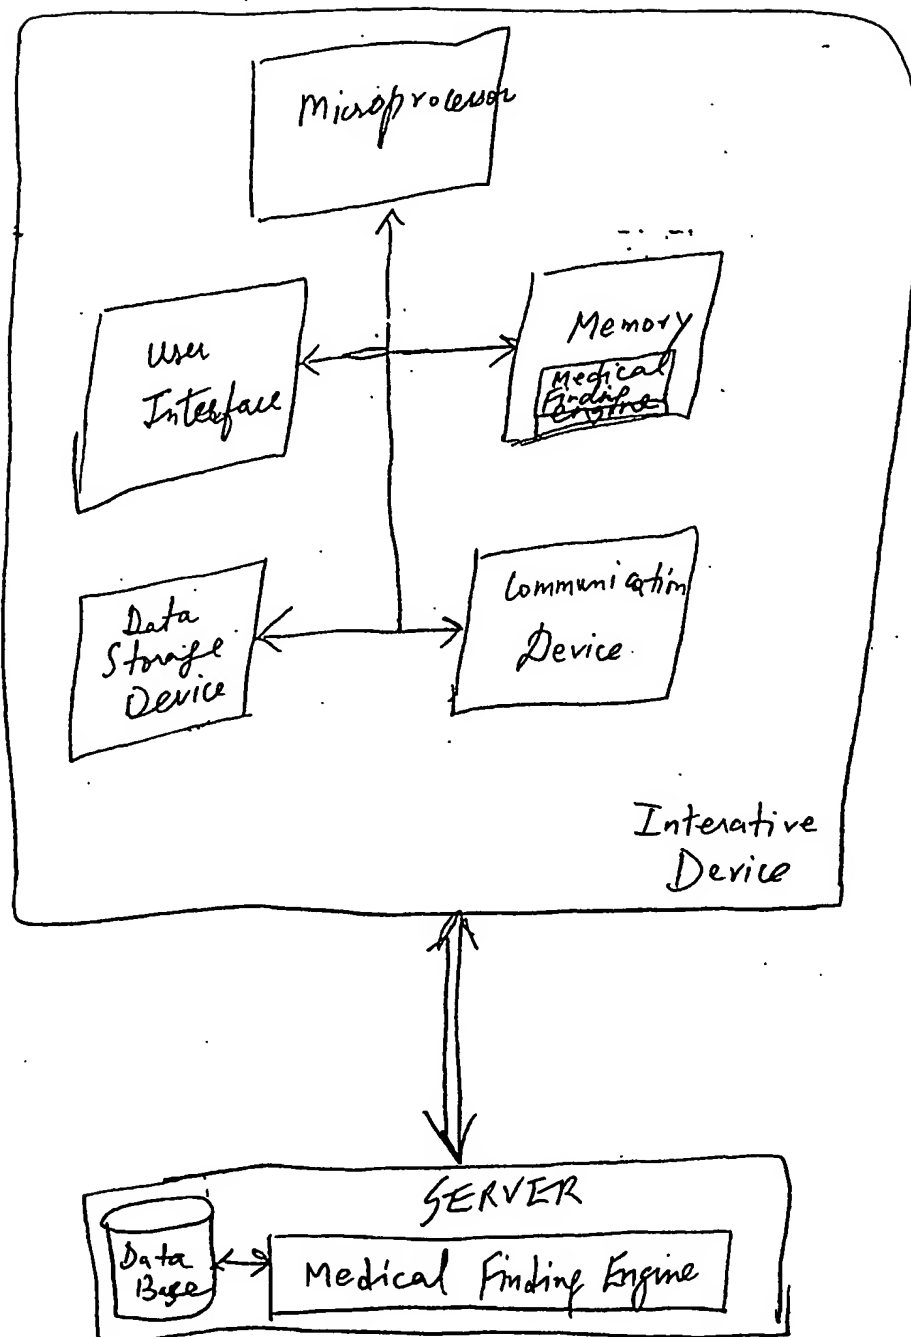 Microprocessor
User
Interface
Memory
Medical
Finding
Engine
Data
Storage
Device
Communication
Device
Interative
Device
SERVER
Data
Base
Medical Finding Engine